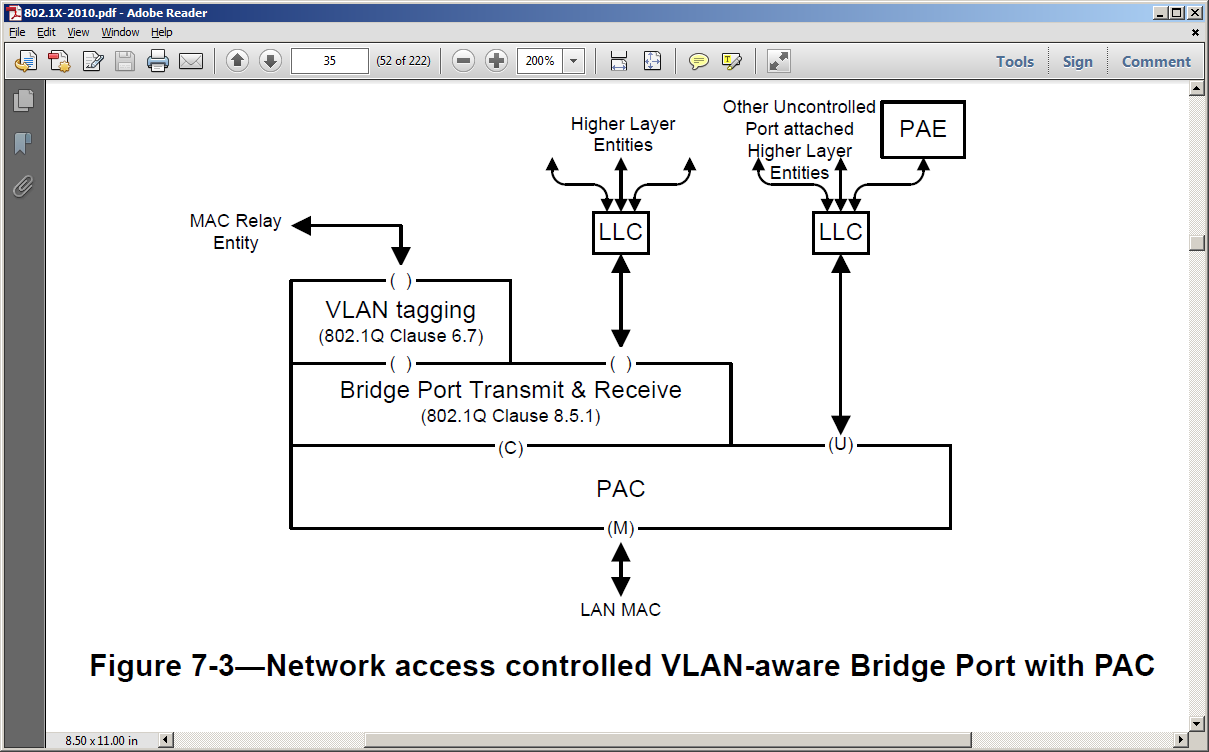 802.1X-2010.pdf - Adobe Reader
File Edit View Window Help
35 (52 of 222) 200% Tools Sign Comment
Higher Layer
Entities
Other Uncontrolled
Port attached
Higher Layer
Entities
PAE
MAC Relay
Entity
LLC
LLC
( )
VLAN tagging
(802.1Q Clause 6.7)
( ) ( )
Bridge Port Transmit & Receive
(802.1Q Clause 8.5.1)
(C) (U)
PAC
(M)
LAN MAC
Figure 7-3—Network access controlled VLAN-aware Bridge Port with PAC
8.50 x 11.00 in